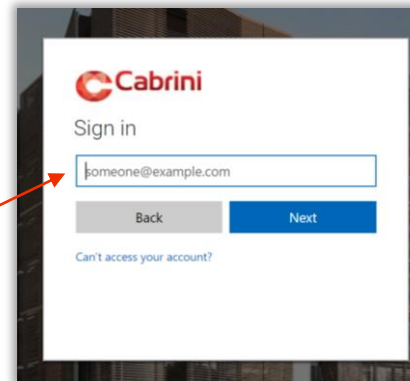 Cabrini
Sign in
someone@example.com
Back
Next
Can't access your account?